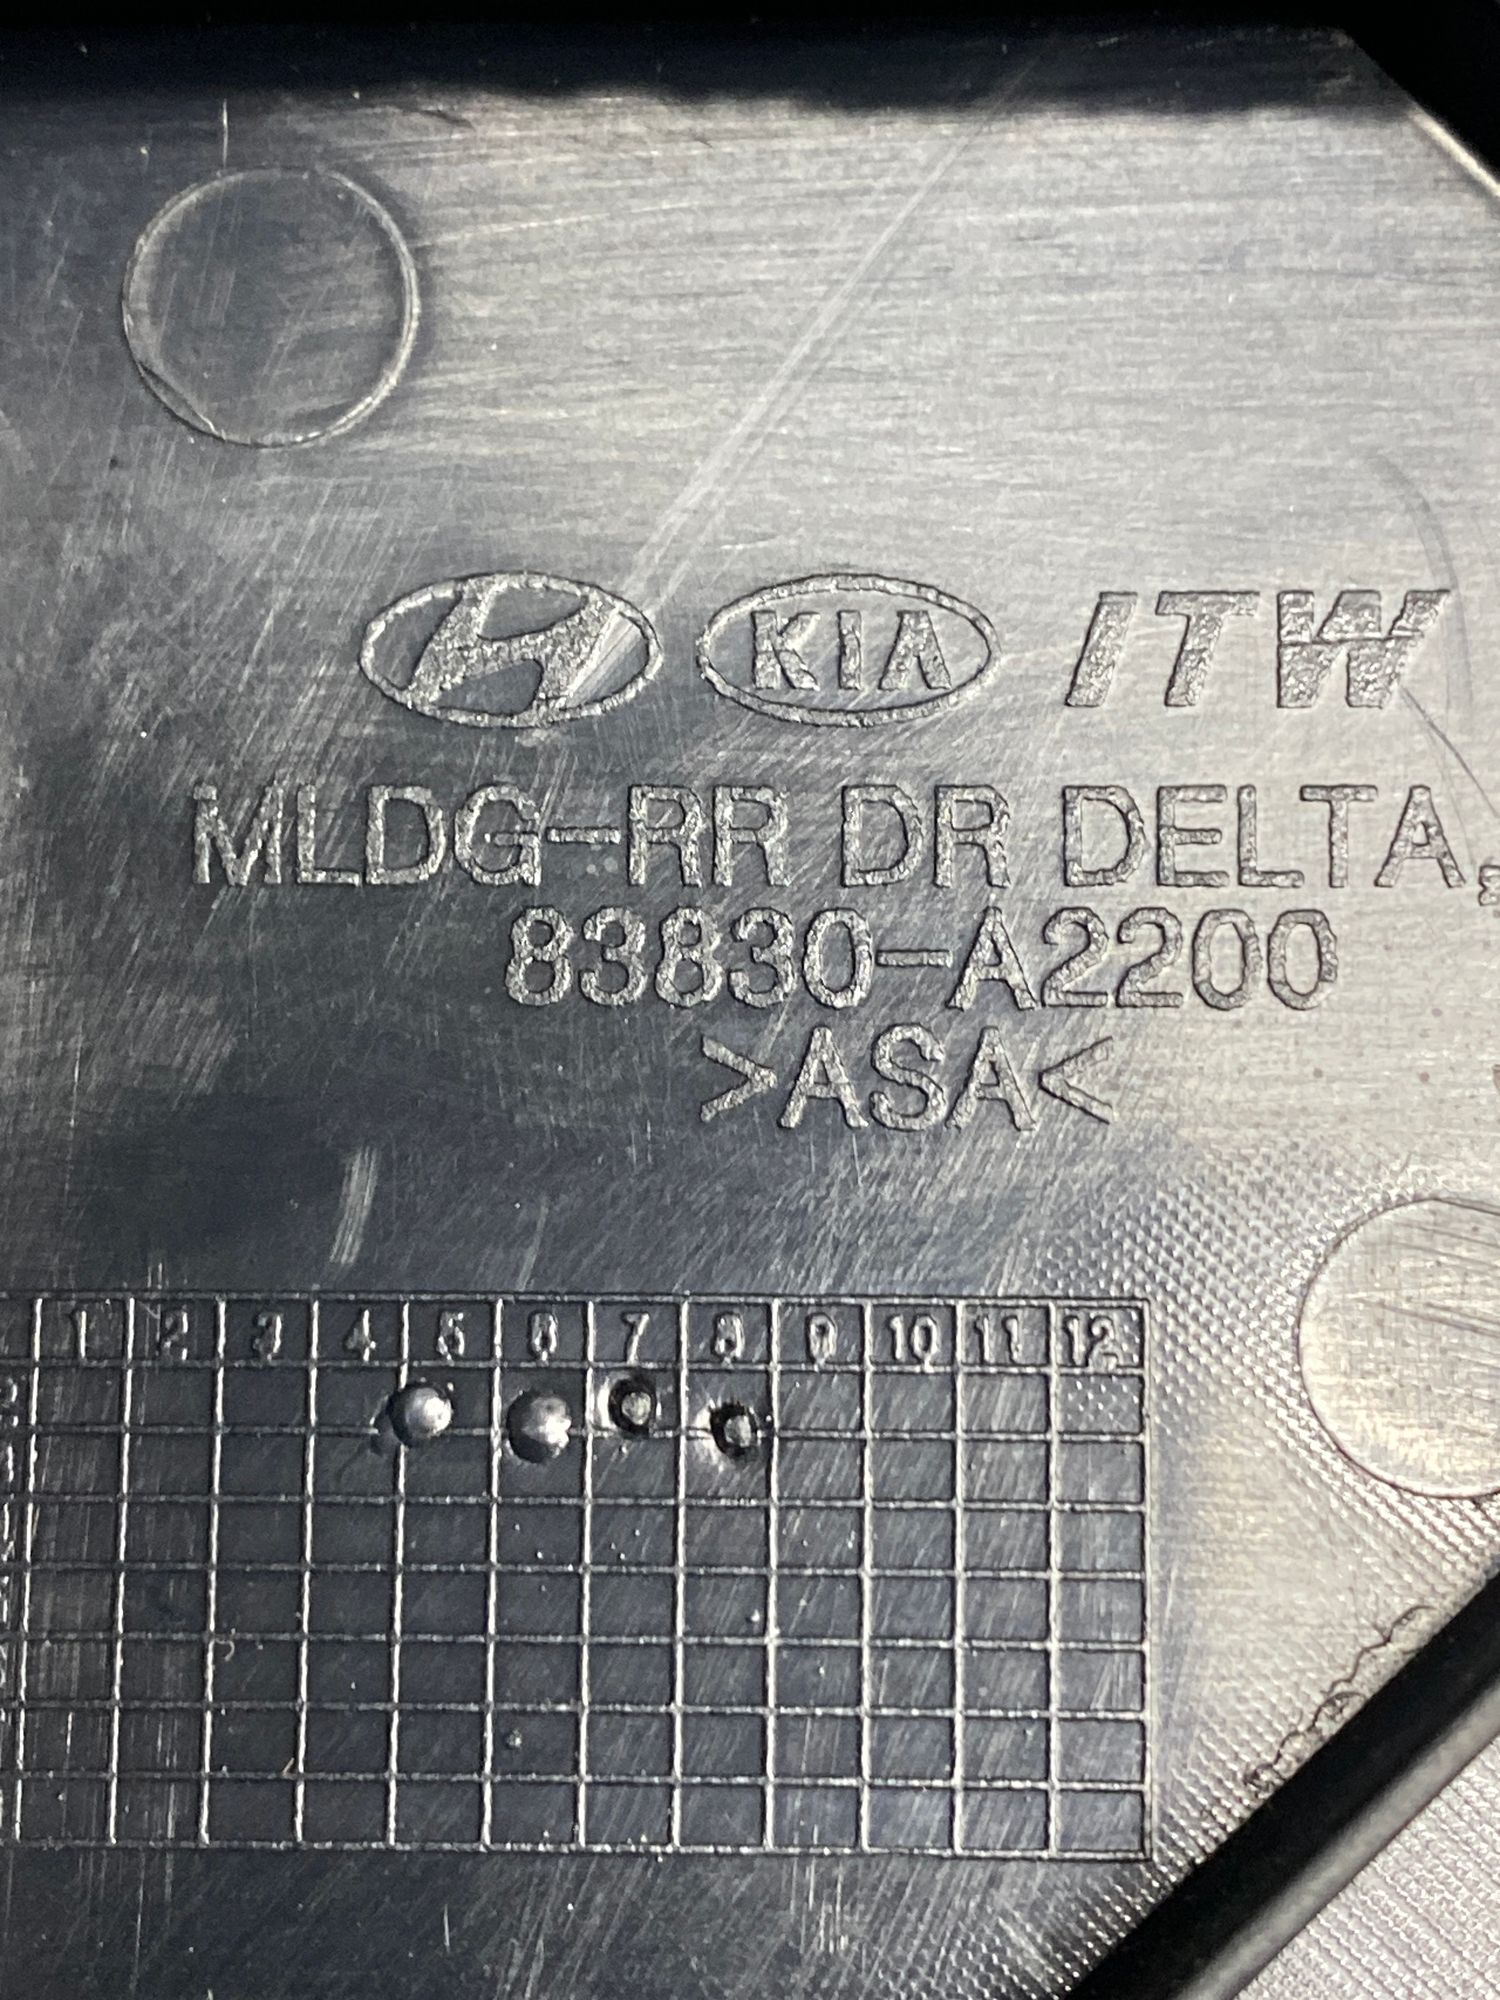 H KIA ITW
MLDG-RR DR DELTA,
83830-A2200
>ASA<
1 2 3 4 5 6 7 8 9 10 11 12